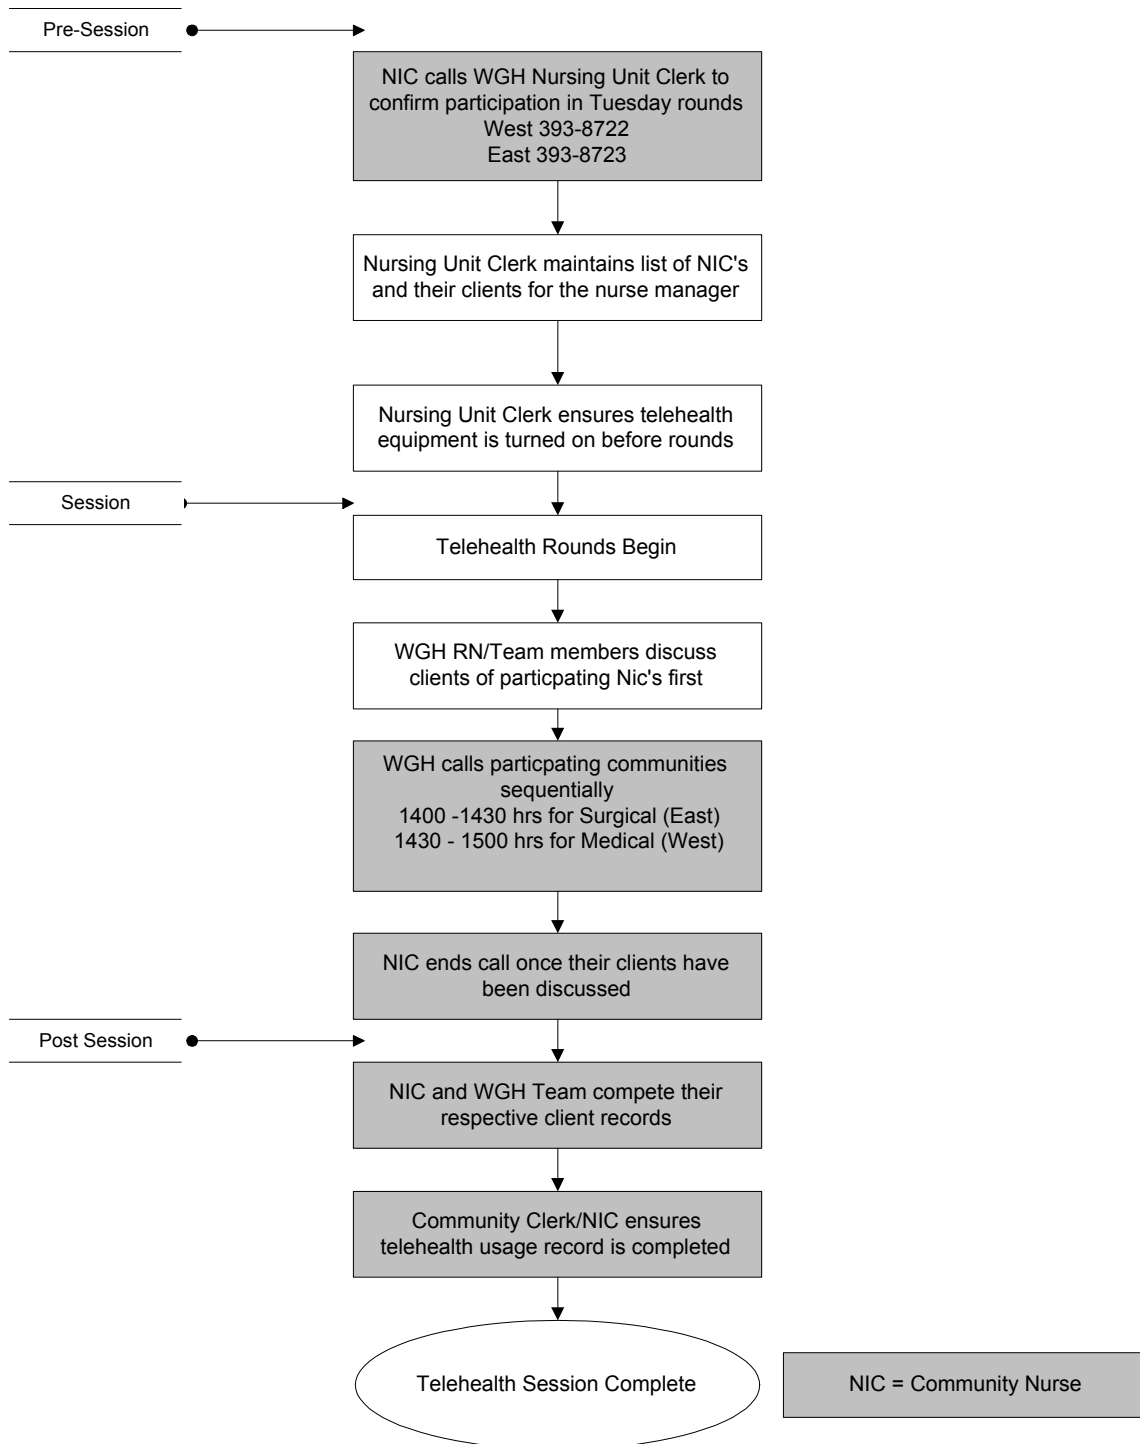 Pre-Session
NIC calls WGH Nursing Unit Clerk to
confirm participation in Tuesday rounds
West 393-8722
East 393-8723
Nursing Unit Clerk maintains list of NIC's
and their clients for the nurse manager
Nursing Unit Clerk ensures telehealth
equipment is turned on before rounds
Session
Telehealth Rounds Begin
WGH RN/Team members discuss
clients of particpating Nic's first
WGH calls particpating communities
sequentially
1400 -1430 hrs for Surgical (East)
1430 - 1500 hrs for Medical (West)
NIC ends call once their clients have
been discussed
Post Session
NIC and WGH Team compete their
respective client records
Community Clerk/NIC ensures
telehealth usage record is completed
Telehealth Session Complete
NIC = Community Nurse